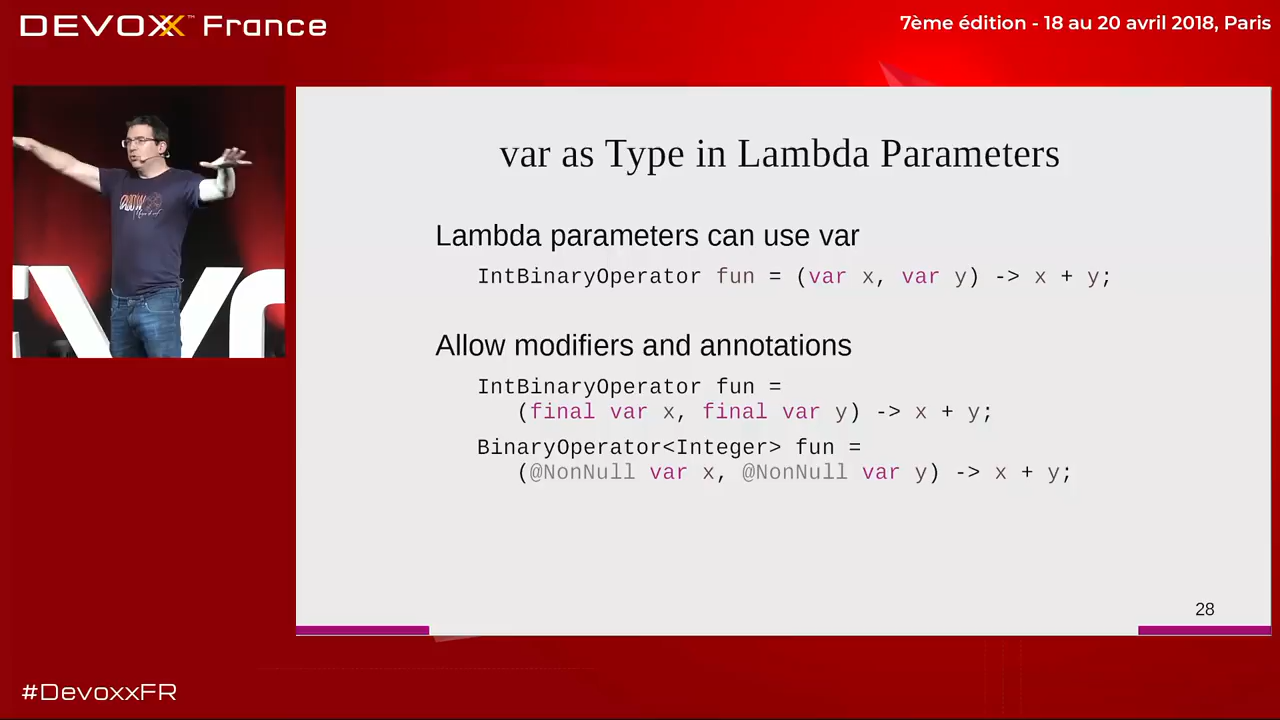 DEVOXX™ France
7ème édition - 18 au 20 avril 2018, Paris
var as Type in Lambda Parameters
Lambda parameters can use var
IntBinaryOperator fun = (var x, var y) -> x + y;
Allow modifiers and annotations
IntBinaryOperator fun =
(final var x, final var y) -> x + y;
BinaryOperator<Integer> fun =
(@NonNull var x, @NonNull var y) -> x + y;
28
#DevoxxFR